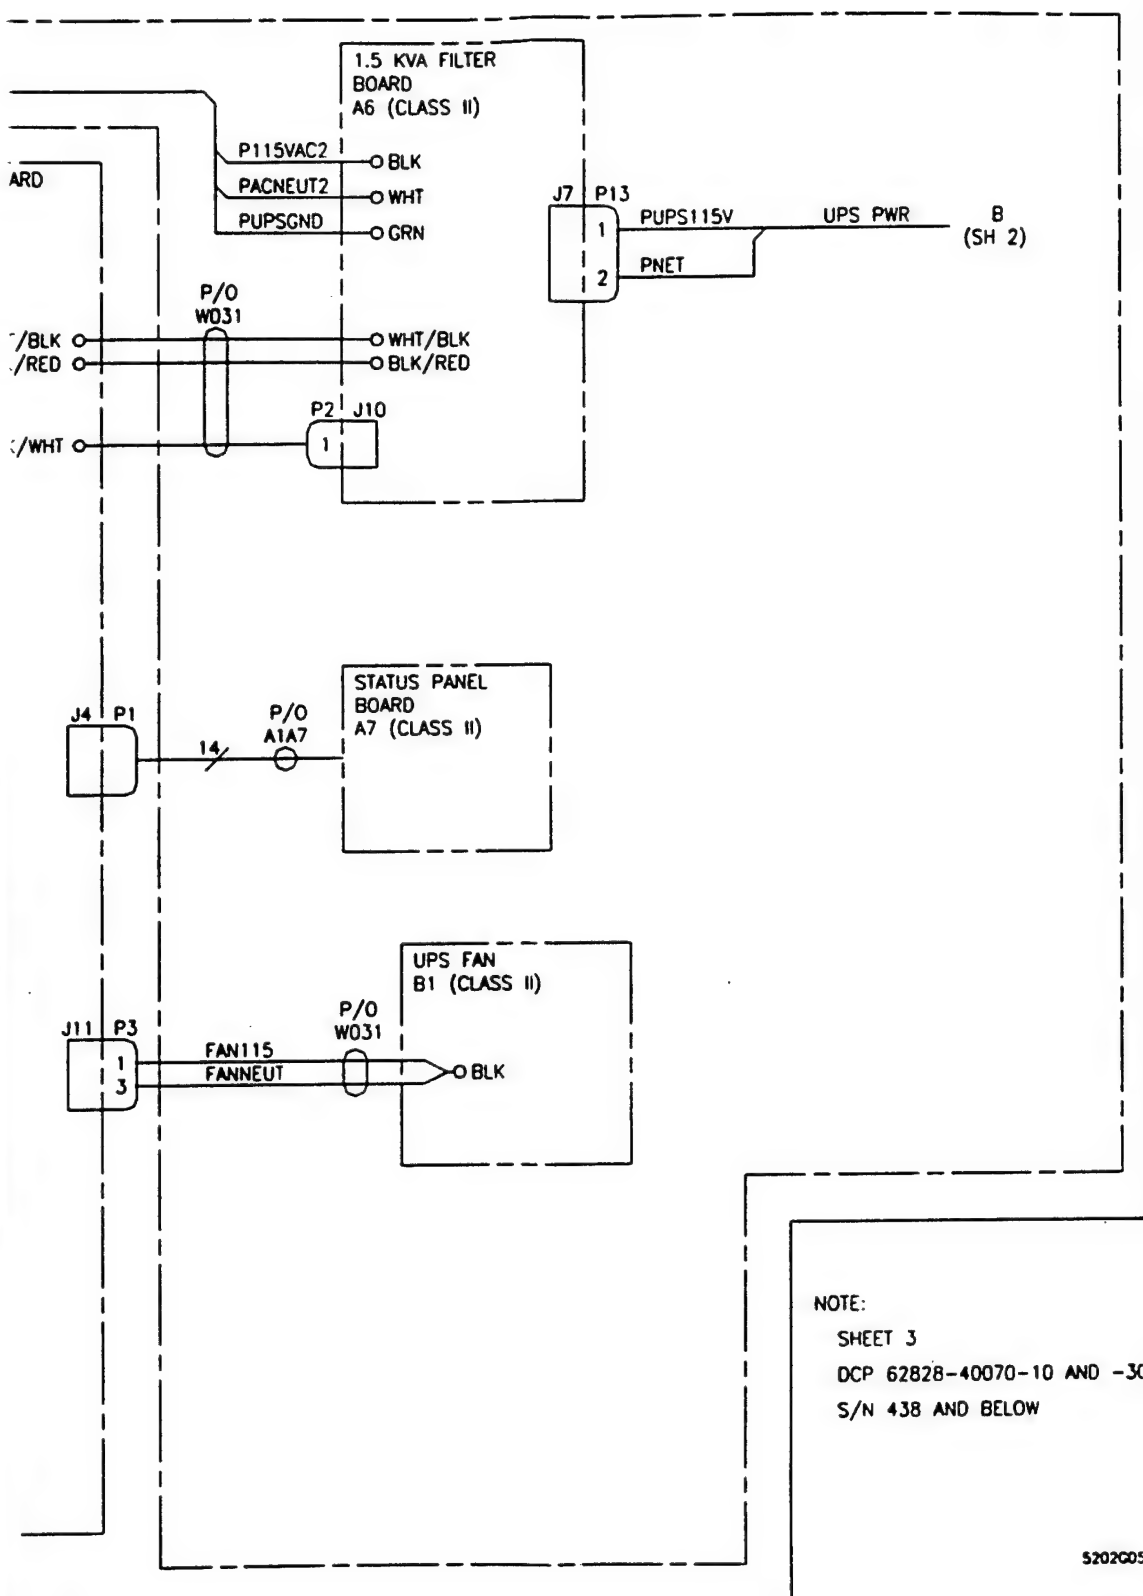 1.5 KVA FILTER
BOARD
A6 (CLASS II)
P115VAC2
BLK
ARD
PACNEUT2
WHT
J7 P13
PUPSGND
GRN
1
PUPS115V
UPS PWR
B
(SH 2)
2
PNET
P/O
W031
/BLK
WHT/BLK
/RED
BLK/RED
P2 J10
/WHT
1
STATUS PANEL
BOARD
A7 (CLASS II)
J4 P1
P/O
A1A7
14
UPS FAN
B1 (CLASS II)
P/O
W031
J11 P3
1
FAN115
3
FANNEUT
BLK
NOTE:
SHEET 3
DCP 62828-40070-10 AND -30
S/N 438 AND BELOW
5202G05